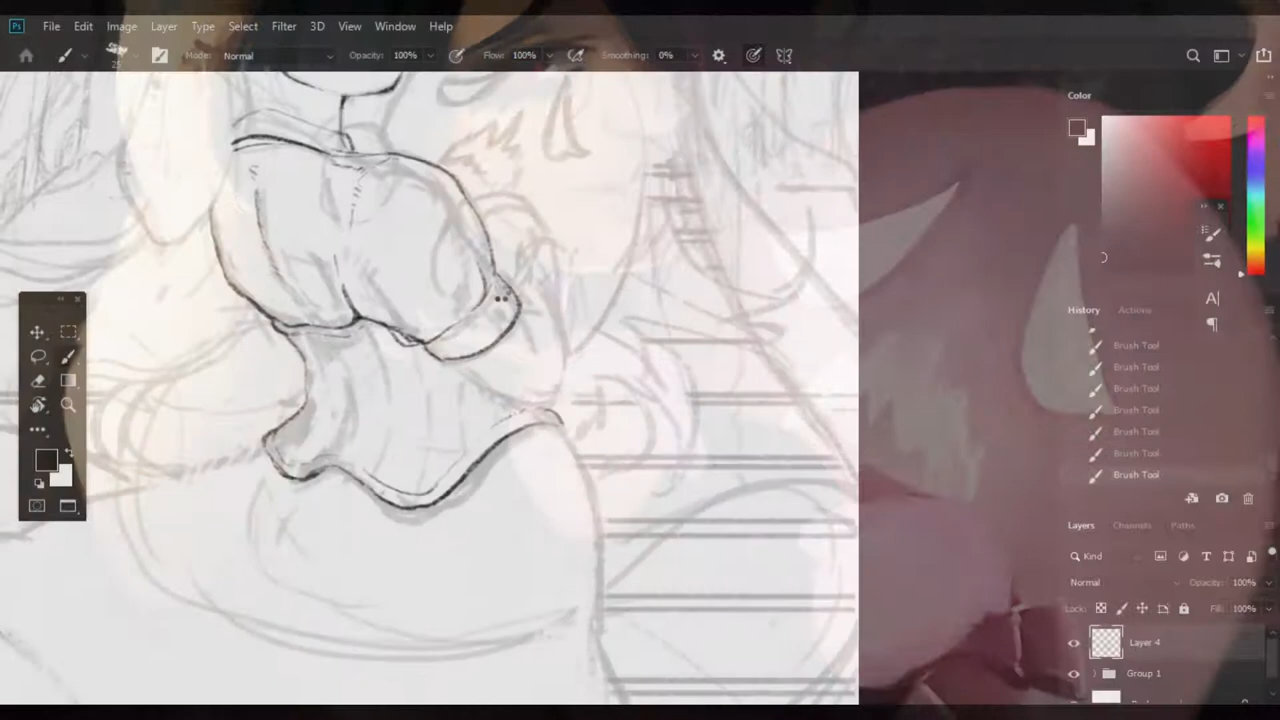 Ps File Edit Image Layer Type Select Filter 3D View Window Help
25 Mode: Normal Opacity: 100% Flow: 100% Smoothing: 0%
Color
History Actions
Brush Tool
Brush Tool
Brush Tool
Brush Tool
Brush Tool
Brush Tool
Brush Tool
Layers Channels Paths
Kind
Normal Opacity: 100%
Lock: Fill: 100%
Layer 4
Group 1